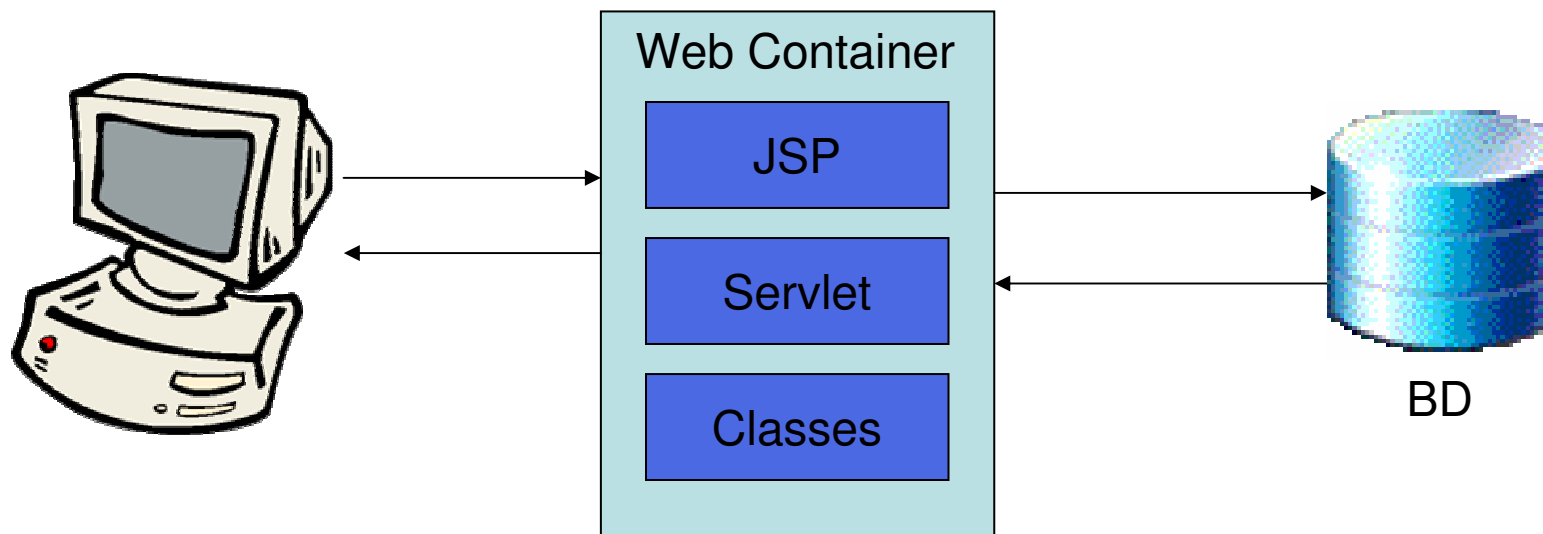 Web Container
JSP
Servlet
Classes
BD